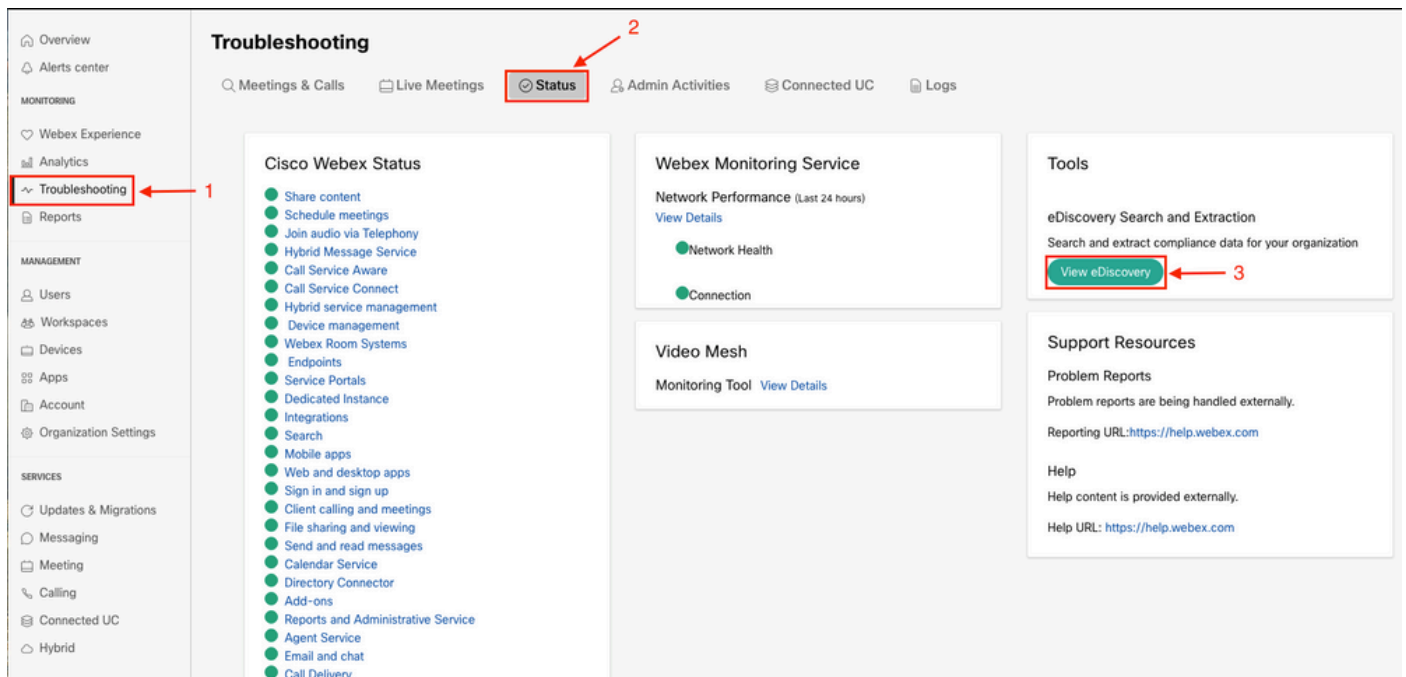 Overview
Alerts center
MONITORING
Webex Experience
Analytics
Troubleshooting
1
Reports
MANAGEMENT
Users
Workspaces
Devices
Apps
Account
Organization Settings
SERVICES
Updates & Migrations
Messaging
Meeting
Calling
Connected UC
Hybrid
Troubleshooting
2
Meetings & Calls
Live Meetings
Status
Admin Activities
Connected UC
Logs
Cisco Webex Status
Share content
Schedule meetings
Join audio via Telephony
Hybrid Message Service
Call Service Aware
Call Service Connect
Hybrid service management
Device management
Webex Room Systems
Endpoints
Service Portals
Dedicated Instance
Integrations
Search
Mobile apps
Web and desktop apps
Sign in and sign up
Client calling and meetings
File sharing and viewing
Send and read messages
Calendar Service
Directory Connector
Add-ons
Reports and Administrative Service
Agent Service
Email and chat
Call Delivery
Webex Monitoring Service
Network Performance (Last 24 hours)
View Details
Network Health
Connection
Video Mesh
Monitoring Tool View Details
Tools
eDiscovery Search and Extraction
Search and extract compliance data for your organization
View eDiscovery
3
Support Resources
Problem Reports
Problem reports are being handled externally.
Reporting URL:https://help.webex.com
Help
Help content is provided externally.
Help URL: https://help.webex.com